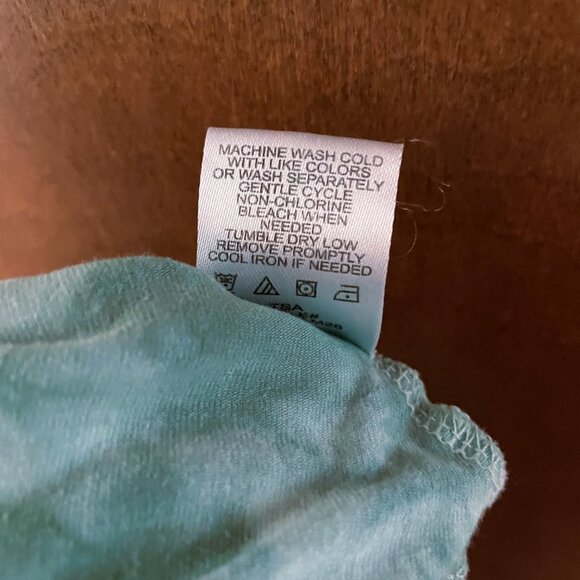 MACHINE WASH COLD
WITH LIKE COLORS
OR WASH SEPARATELY
GENTLE CYCLE
NON-CHLORINE
BLEACH WHEN
NEEDED
TUMBLE DRY LOW
REMOVE PROMPTLY
COOL IRON IF NEEDED
TSA